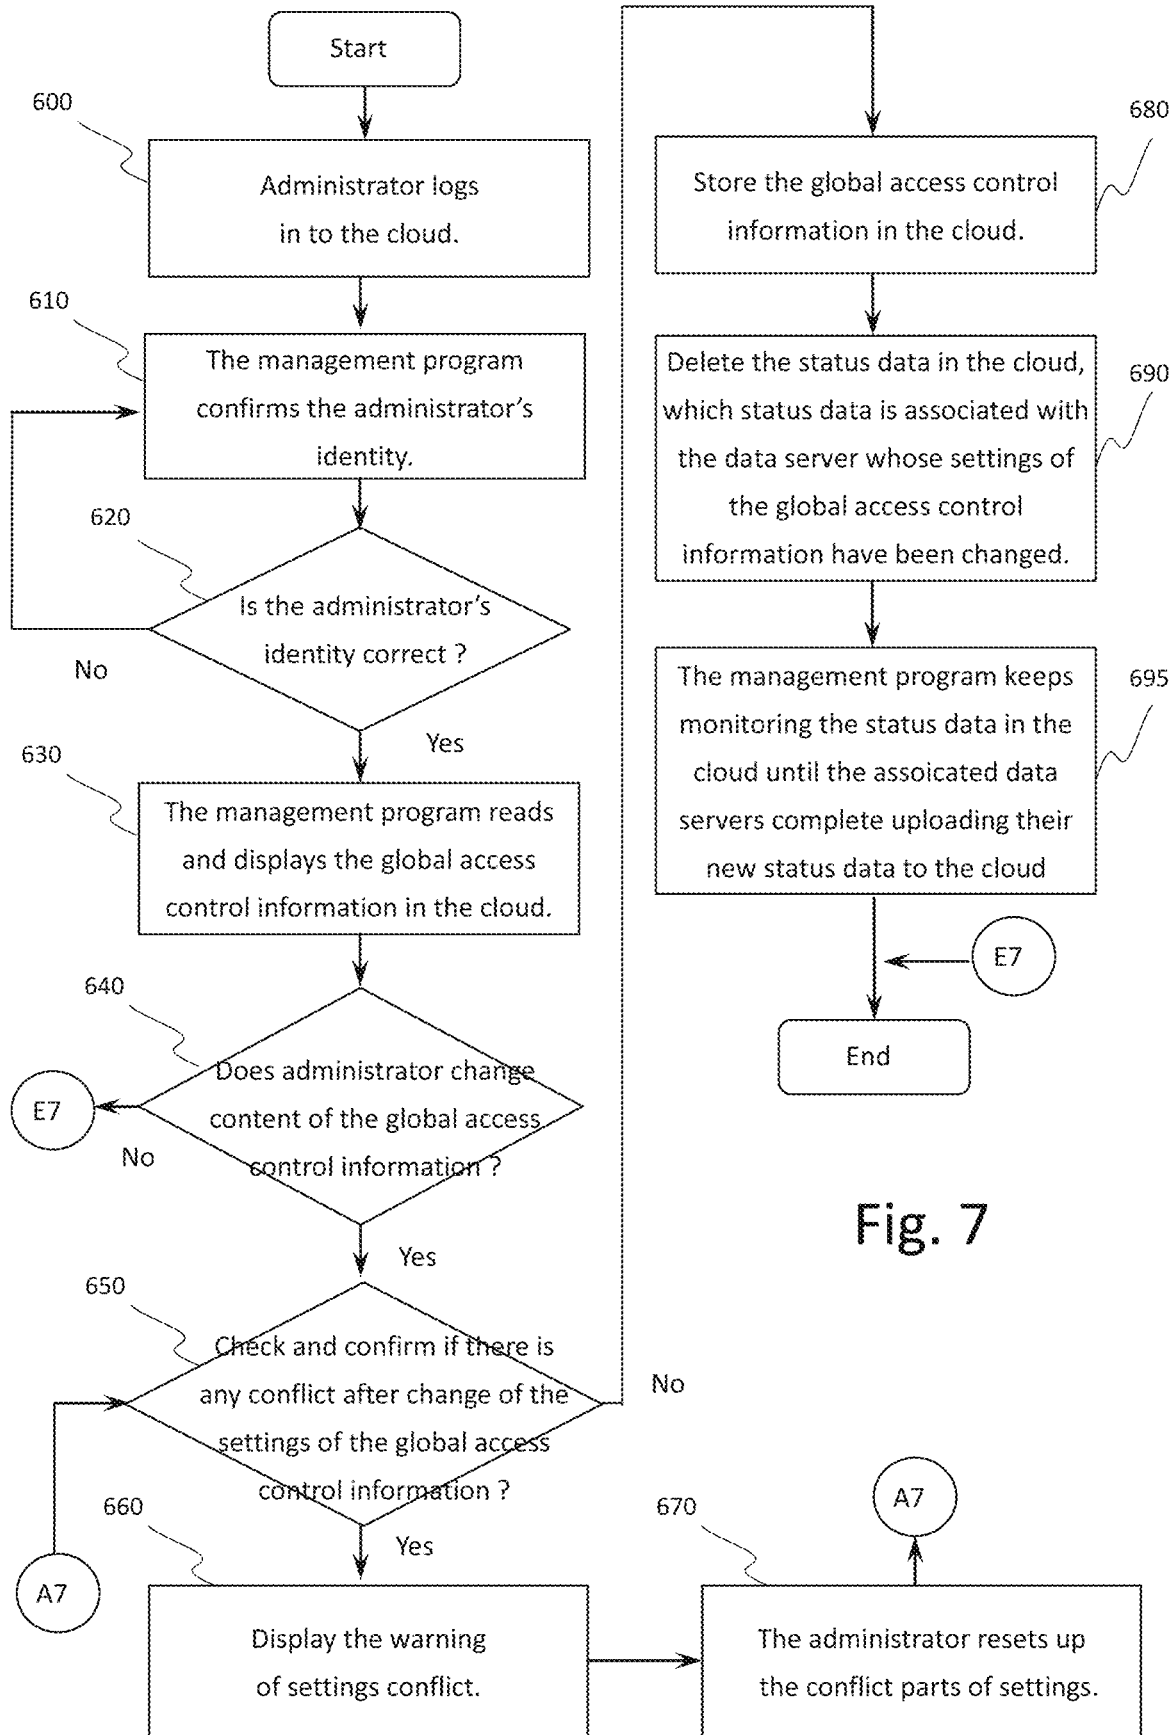 Start
600
Administrator logs
in to the cloud.
610
The management program
confirms the administrator's
identity.
620
Is the administrator's
identity correct ?
No
Yes
630
The management program reads
and displays the global access
control information in the cloud.
640
Does administrator change
content of the global access
control information ?
E7
No
Yes
650
Check and confirm if there is
any conflict after change of the
settings of the global access
control information ?
No
A7
Yes
660
Display the warning
of settings conflict.
670
The administrator resets up
the conflict parts of settings.
A7
680
Store the global access control
information in the cloud.
690
Delete the status data in the cloud,
which status data is associated with
the data server whose settings of
the global access control
information have been changed.
695
The management program keeps
monitoring the status data in the
cloud until the assoicated data
servers complete uploading their
new status data to the cloud
E7
End
Fig. 7